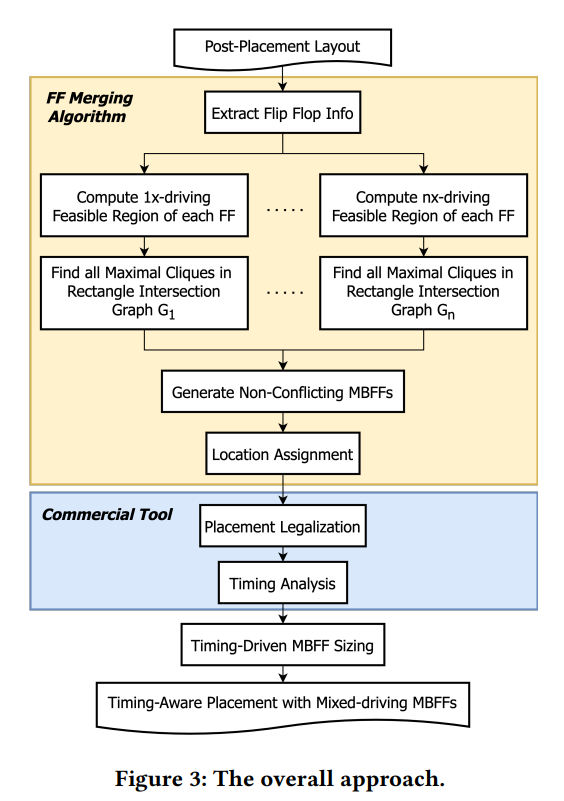 Post-Placement Layout
FF Merging
Algorithm
Extract Flip Flop Info
Compute 1x-driving
Feasible Region of each FF
.....
Compute nx-driving
Feasible Region of each FF
Find all Maximal Cliques in
Rectangle Intersection
Graph G1
.....
Find all Maximal Cliques in
Rectangle Intersection
Graph Gn
Generate Non-Conflicting MBFFs
Location Assignment
Commercial Tool
Placement Legalization
Timing Analysis
Timing-Driven MBFF Sizing
Timing-Aware Placement with Mixed-driving MBFFs
Figure 3: The overall approach.